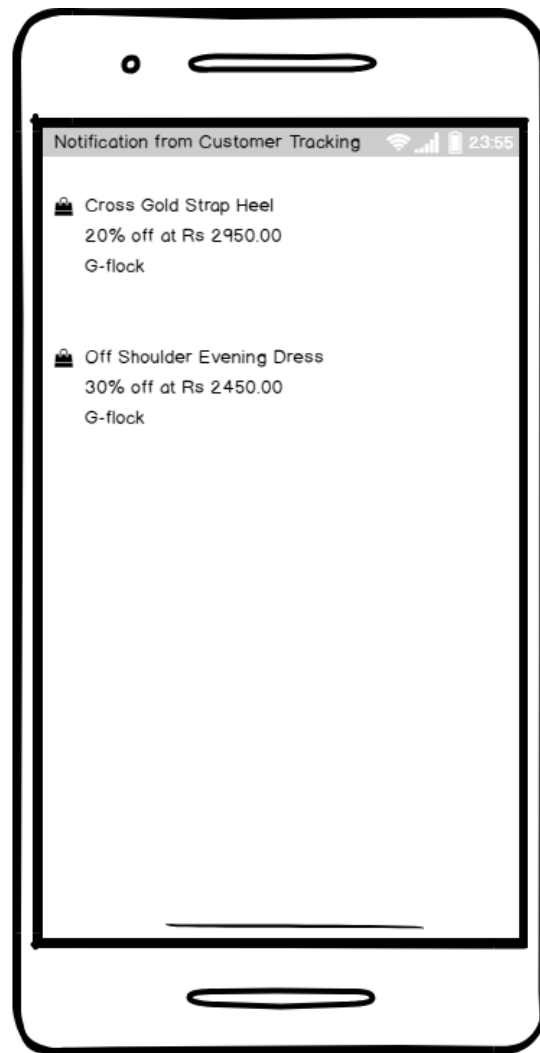 Notification from Customer Tracking 23:55
Cross Gold Strap Heel
20% off at Rs 2950.00
G-flock
Off Shoulder Evening Dress
30% off at Rs 2450.00
G-flock